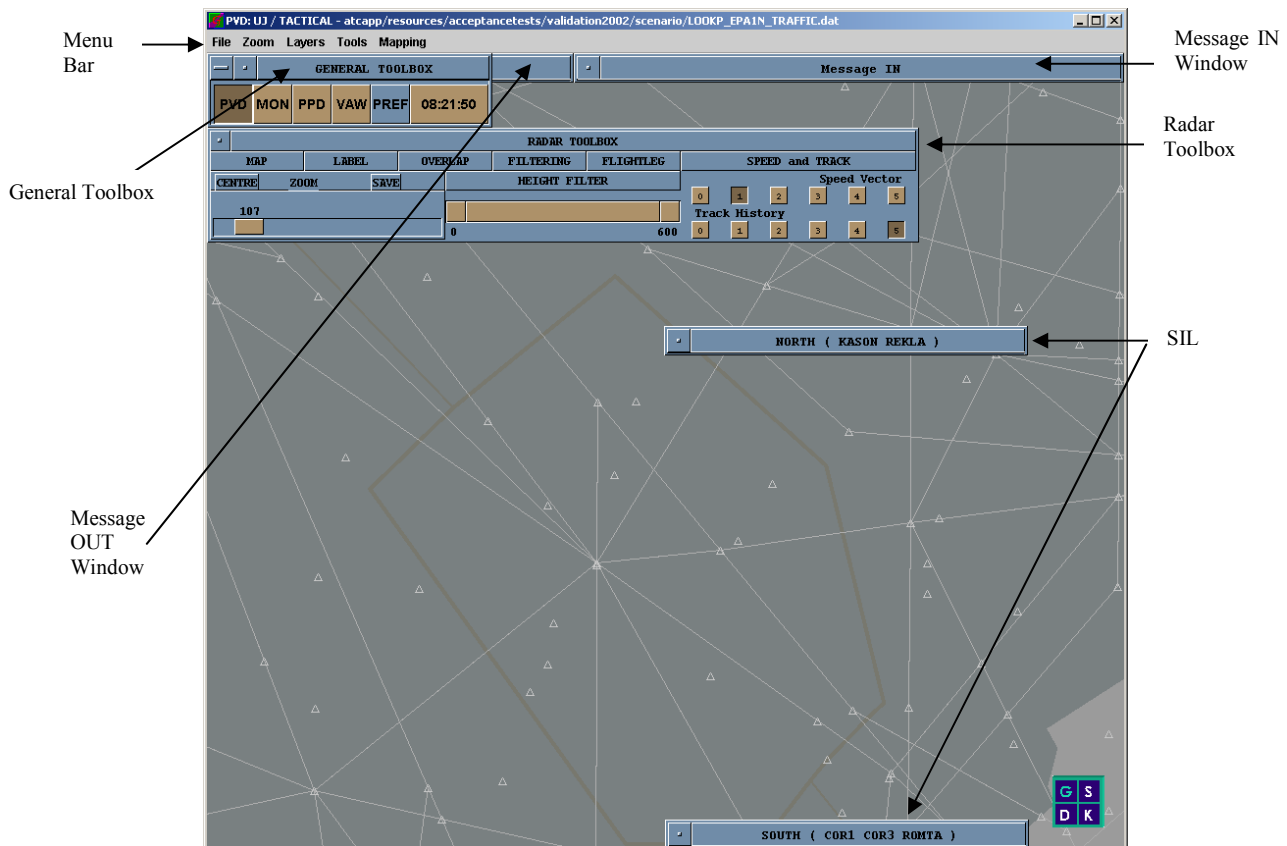 PVD: UJ / TACTICAL - atcapp/resources/acceptancetests/validation2002/scenario/LOOKP_EPA1N_TRAFFIC.dat
File Zoom Layers Tools Mapping
Menu
Bar
Message IN
Window
GENERAL TOOLBOX
Message IN
PVD MON PPD VAW PREF 08:21:50
Radar
Toolbox
RADAR TOOLBOX
MAP LABEL OVERLAP FILTERING FLIGHTLEG SPEED and TRACK
General Toolbox
CENTRE ZOOM SAVE HEIGHT FILTER Speed Vector
0 1 2 3 4 5
107
Track History
0 600 0 1 2 3 4 5
NORTH ( KASON REKLA )
SIL
Message
OUT
Window
G S
D K
SOUTH ( COR1 COR3 ROMTA )